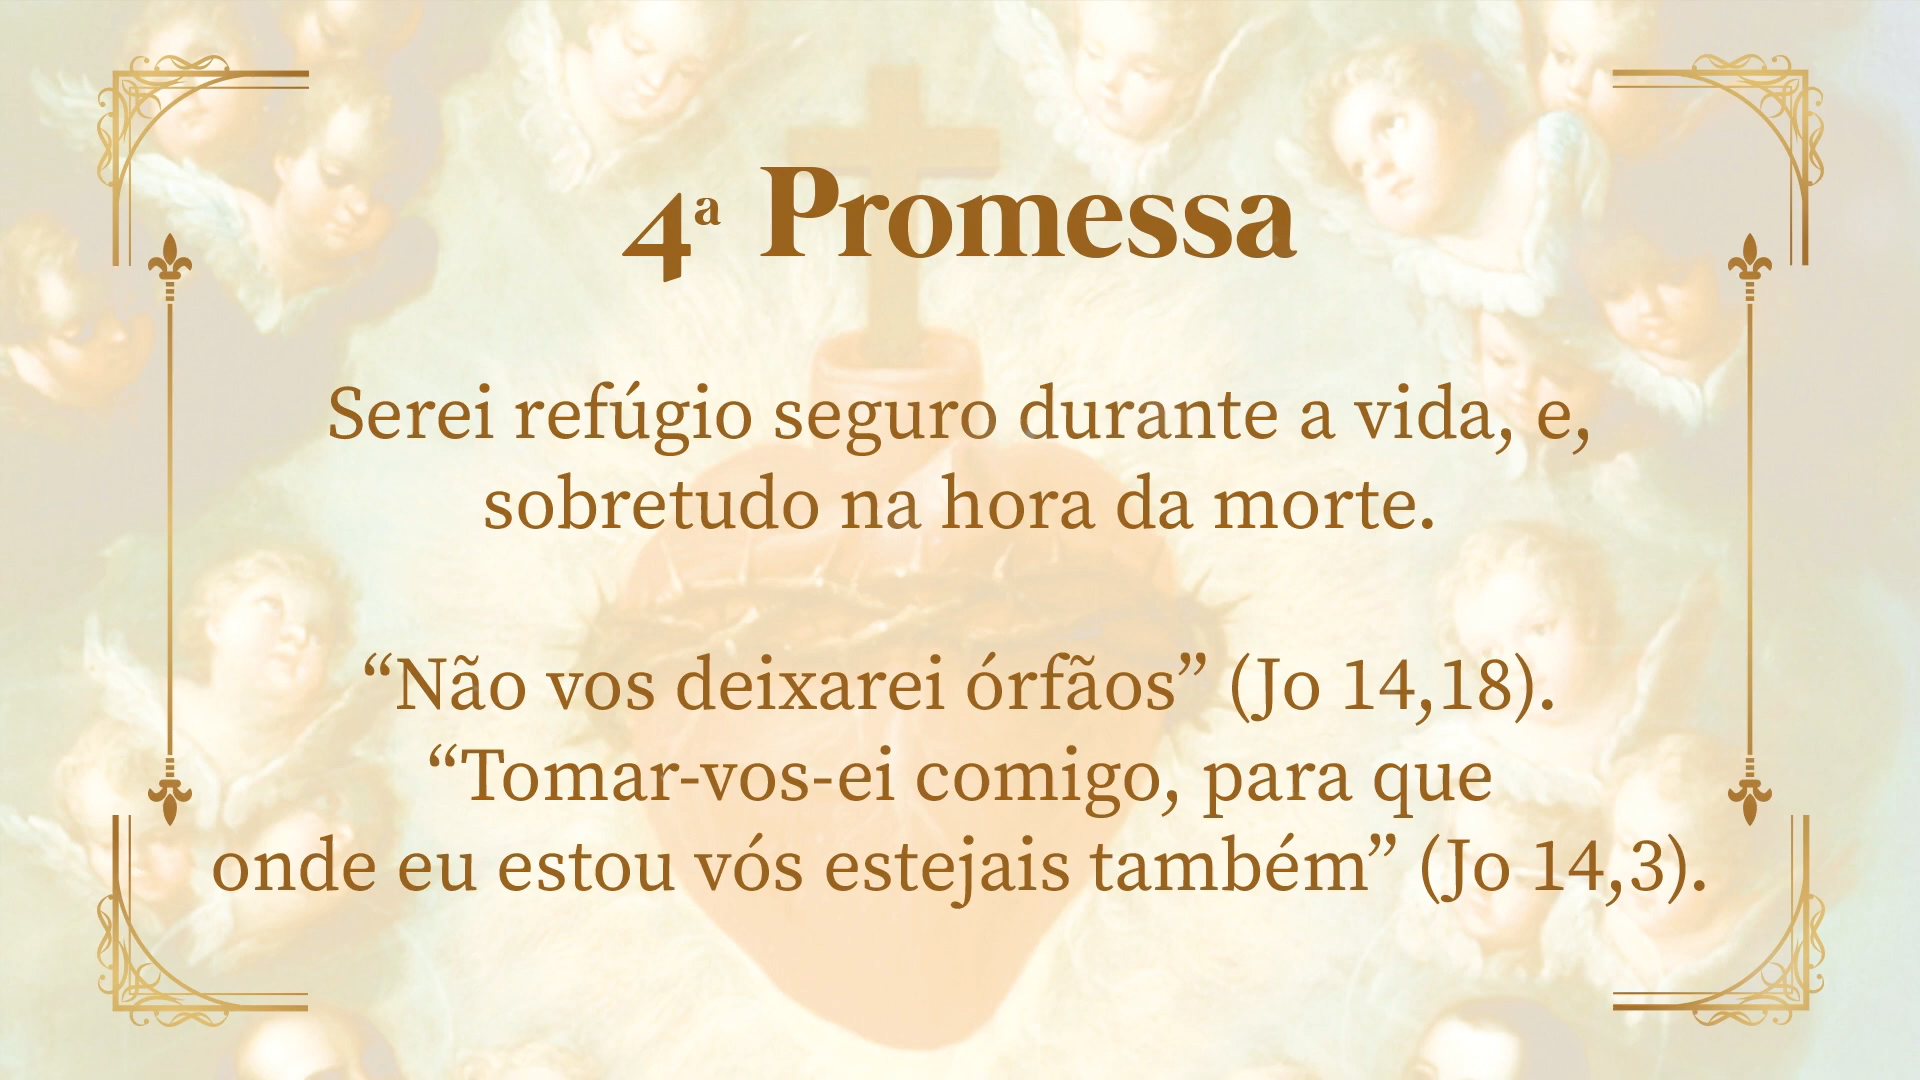 4ª Promessa
Serei refúgio seguro durante a vida, e,
sobretudo na hora da morte.
“Não vos deixarei órfãos” (Jo 14,18).
“Tomar-vos-ei comigo, para que
onde eu estou vós estejais também” (Jo 14,3).